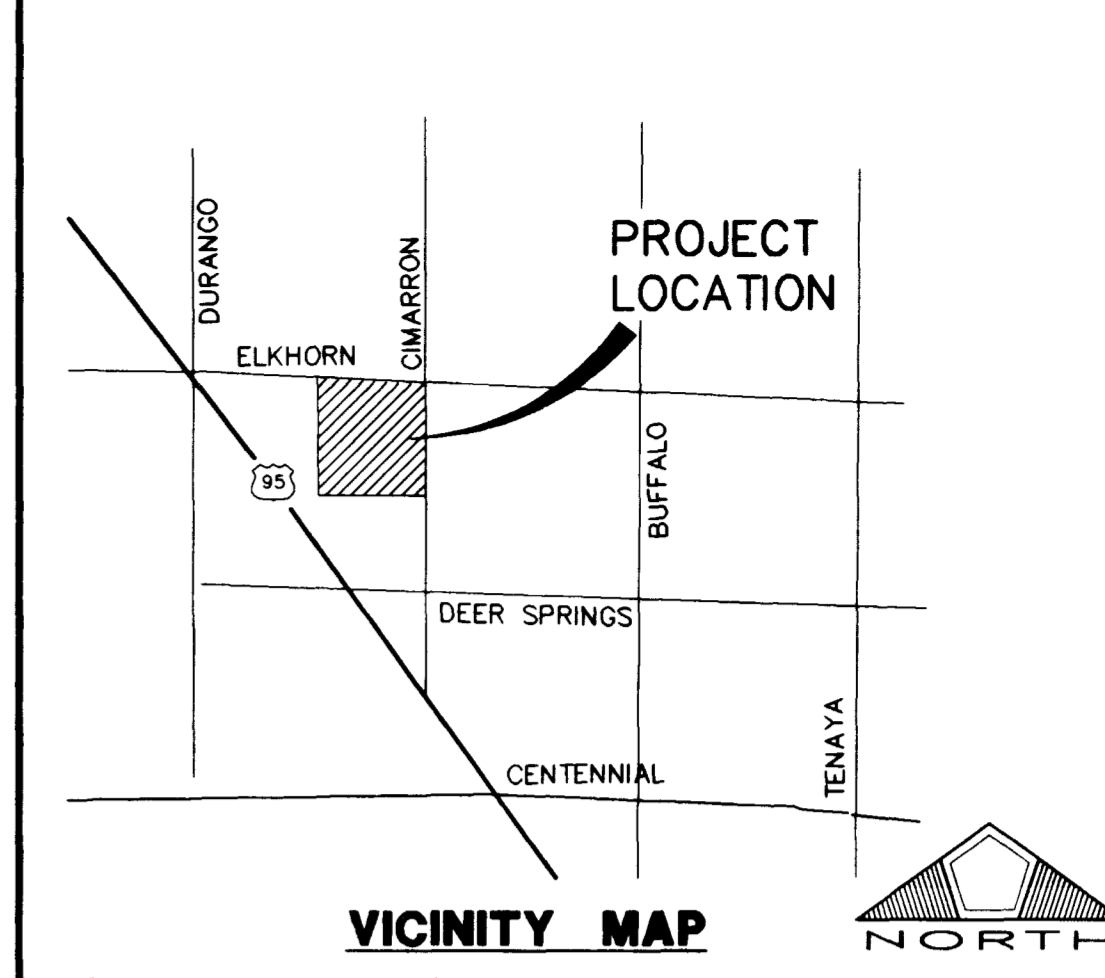 PROJECT
LOCATION
DURANGO
CIMARRON
ELKHORN
95
BUFFALO
DEER SPRINGS
TENAYA
CENTENNIAL
VICINITY MAP
NORTH